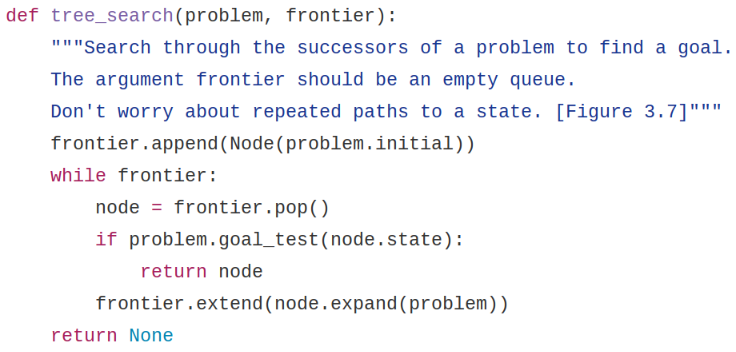 def tree_search(problem, frontier):
    """Search through the successors of a problem to find a goal.
    The argument frontier should be an empty queue.
    Don't worry about repeated paths to a state. [Figure 3.7]"""
    frontier.append(Node(problem.initial))
    while frontier:
        node = frontier.pop()
        if problem.goal_test(node.state):
            return node
        frontier.extend(node.expand(problem))
    return None